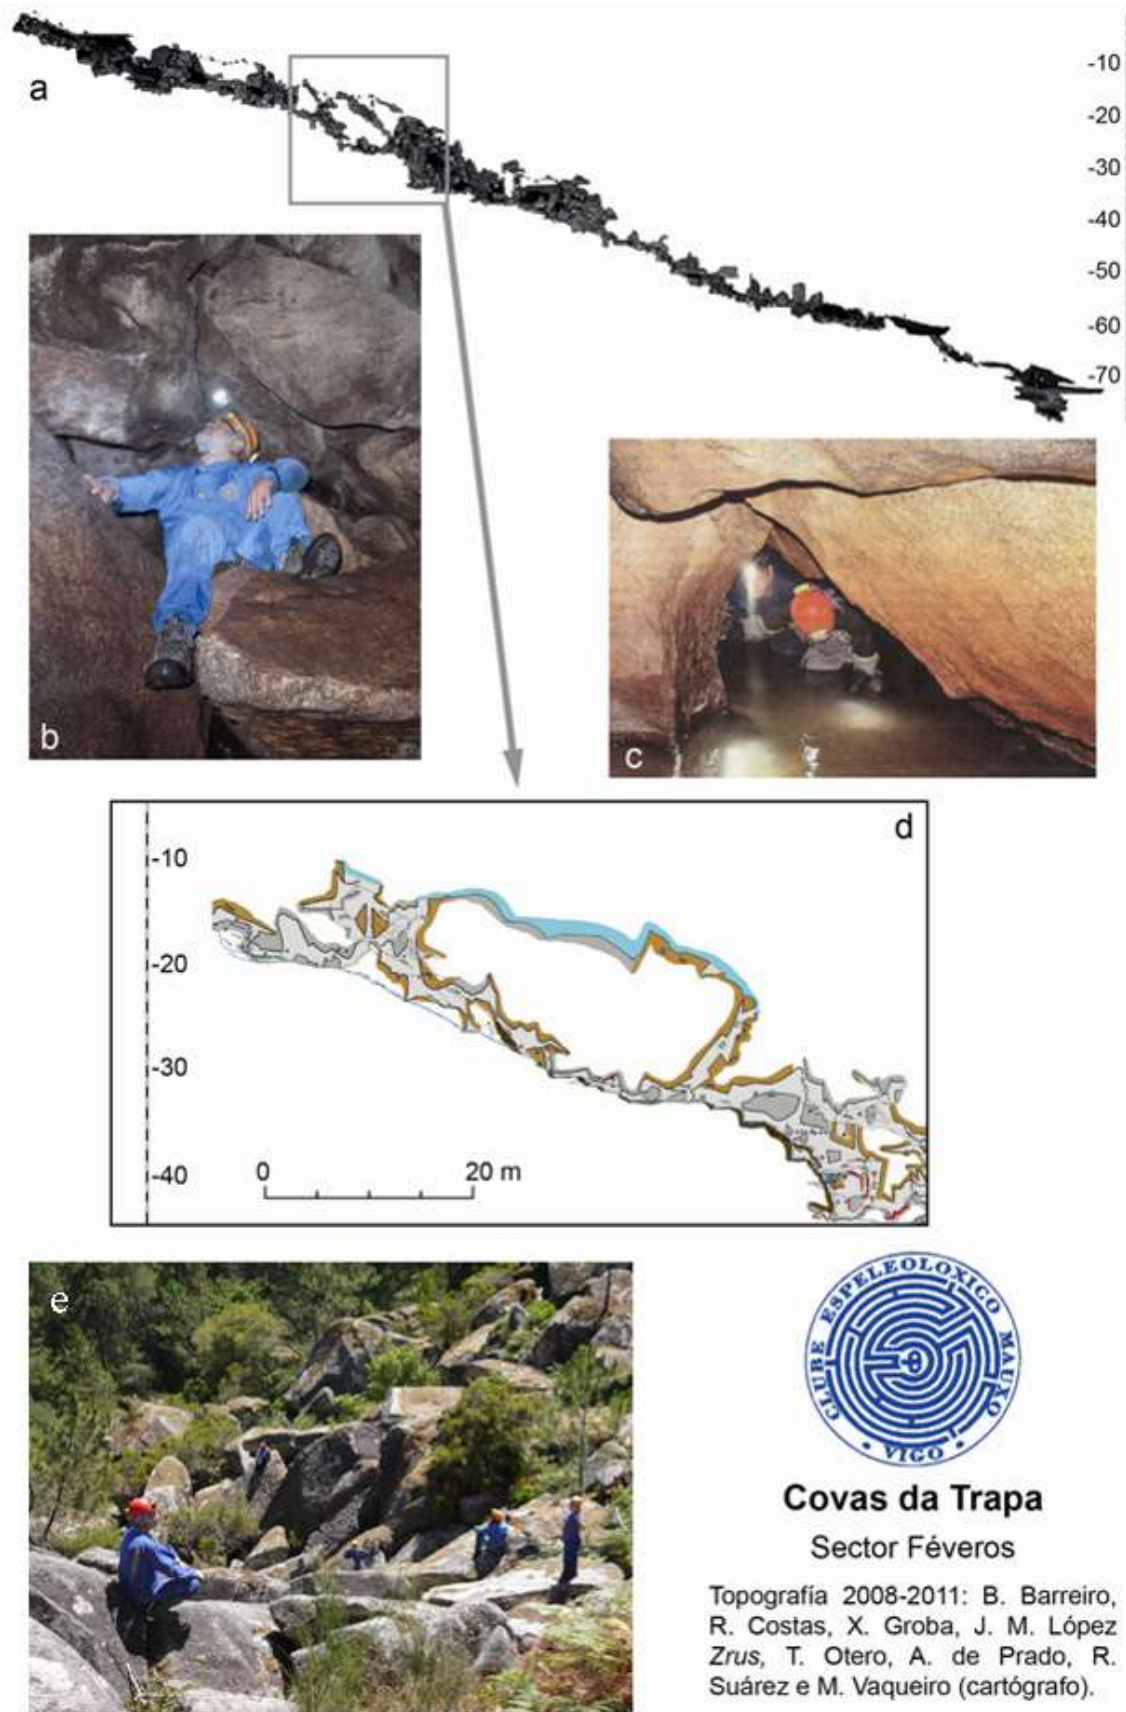 a
-10
-20
-30
-40
-50
-60
-70
b
c
d
-10
-20
-30
-40
0 20 m
e
CLUBE ESPELEOLOXICO MAUXO
• VIGO •
Covas da Trapa
Sector Féveros
Topografía 2008-2011: B. Barreiro,
R. Costas, X. Groba, J. M. López
Zrus, T. Otero, A. de Prado, R.
Suárez e M. Vaqueiro (cartógrafo).